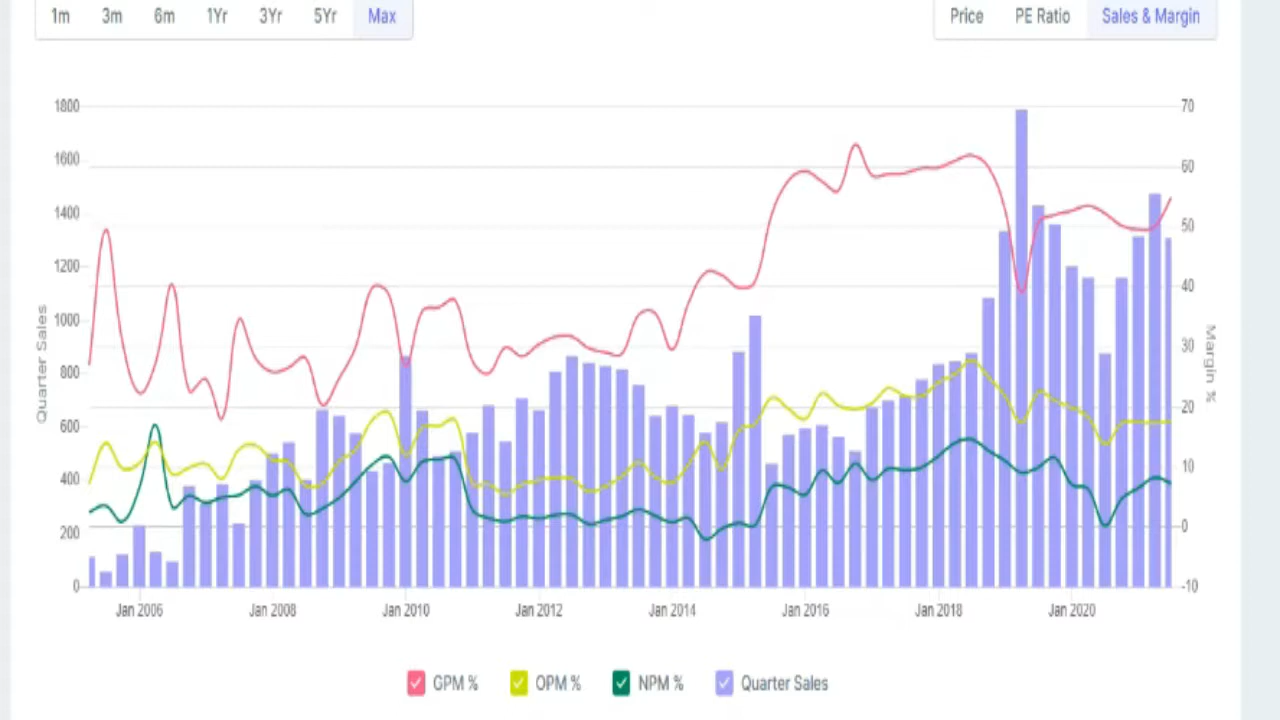 1m 3m 6m 1Yr 3Yr 5Yr Max Price PE Ratio Sales & Margin
1800 70
1600 60
1400 50
1200 40
1000 30
800 20
600 10
400 0
200 -10
0
Quarter Sales
Margin %
Jan 2006 Jan 2008 Jan 2010 Jan 2012 Jan 2014 Jan 2016 Jan 2018 Jan 2020
GPM % OPM % NPM % Quarter Sales